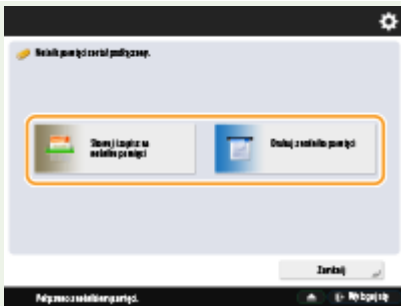 Nośnik pamięci został podłączony.
Skanuj i zapisz na
nośniku pamięci
Drukuj z nośnika pamięci
Zamknij
Połączono z nośnikiem pamięci.
Wyloguj się